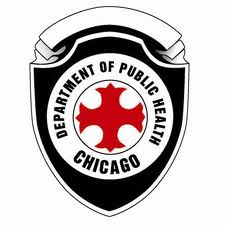 DEPARTMENT OF PUBLIC HEALTH
CHICAGO